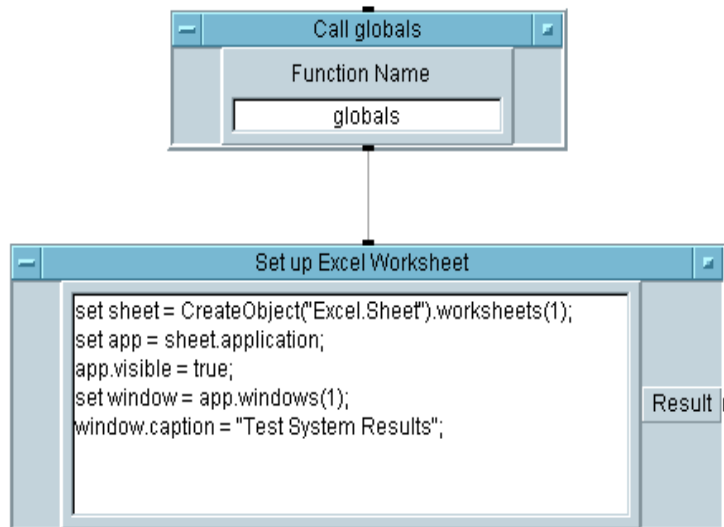 Call globals
Function Name
globals
Set up Excel Worksheet
set sheet = CreateObject("Excel.Sheet").worksheets(1);
set app = sheet.application;
app.visible = true;
set window = app.windows(1);
window.caption = "Test System Results";
Result